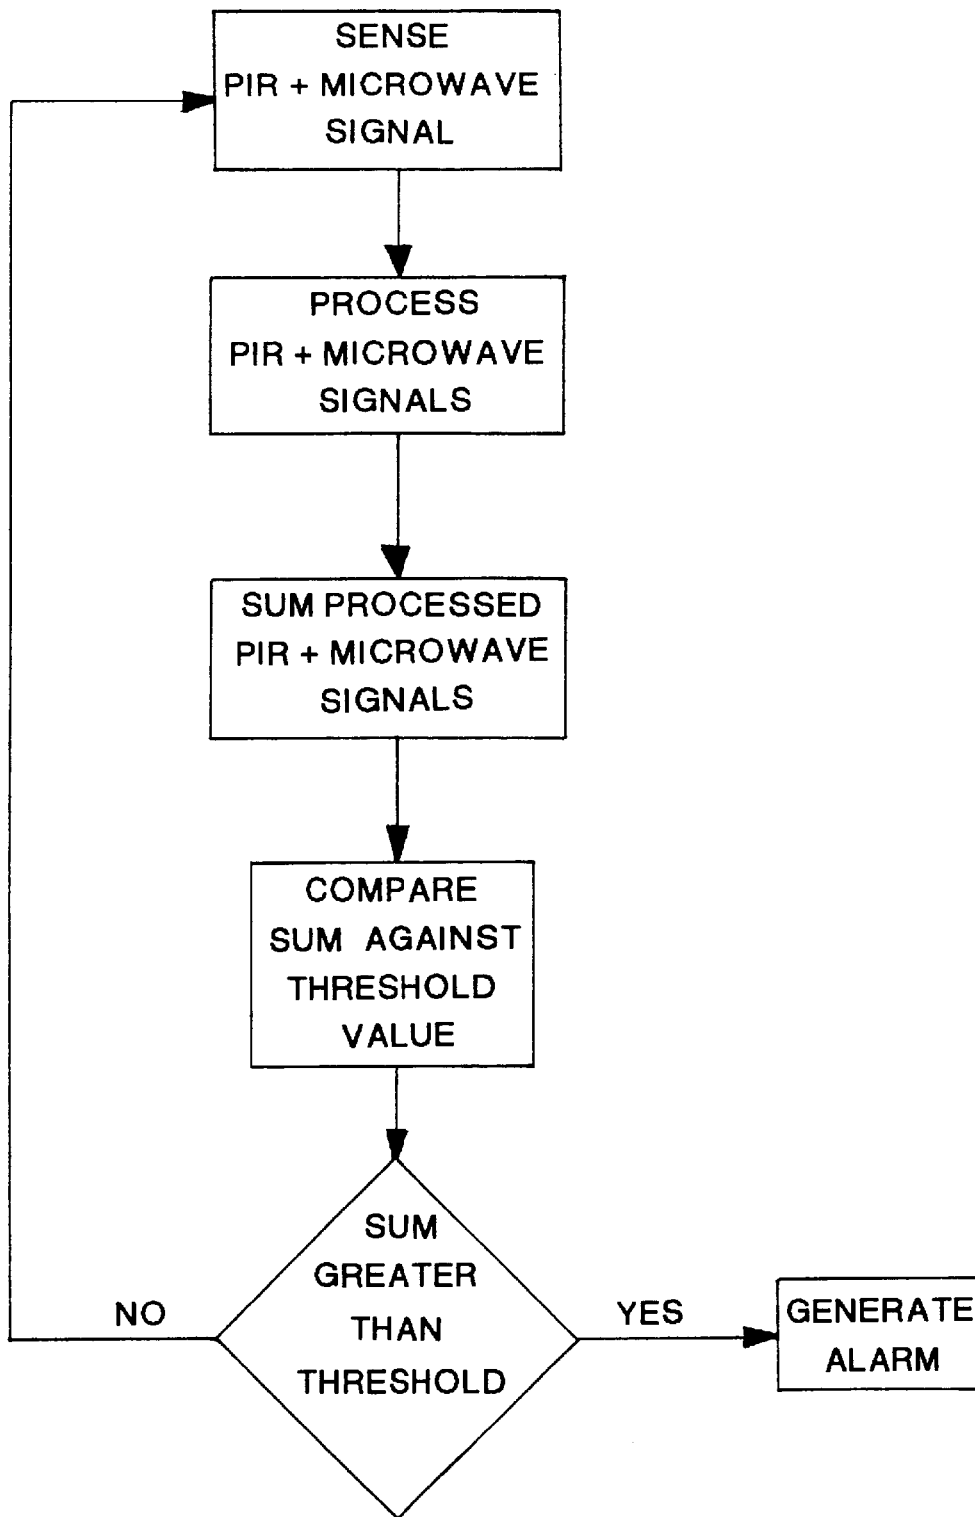 SENSE
PIR + MICROWAVE
SIGNAL
PROCESS
PIR + MICROWAVE
SIGNALS
SUM PROCESSED
PIR + MICROWAVE
SIGNALS
COMPARE
SUM AGAINST
THRESHOLD
VALUE
SUM
GREATER
THAN
THRESHOLD
NO
YES
GENERATE
ALARM